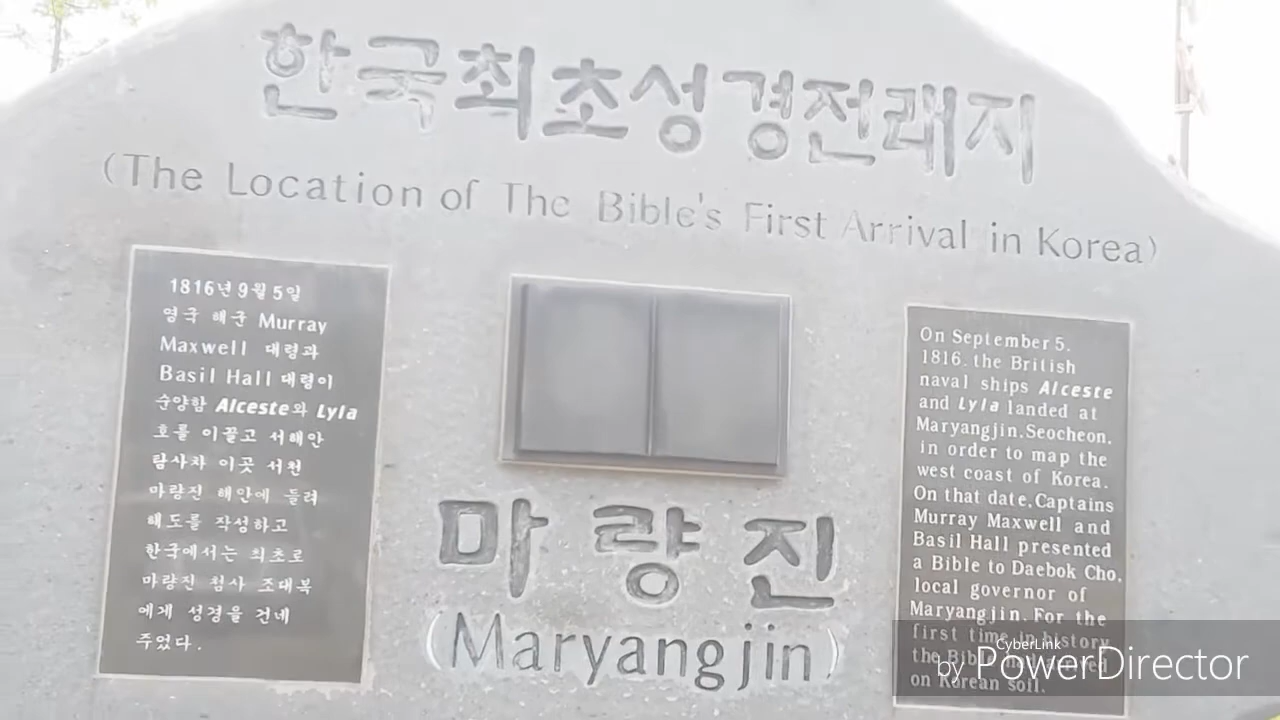 한국최초성경전래지
(The Location of The Bible's First Arrival in Korea)
1816년 9월 5일
영국 해군 Murray
Maxwell 대령과
Basil Hall 대령이
순양함 Alceste와 Lyla
호를 이끌고 서해안
탐사차 이곳 서천
마량진 해안에 들려
해도를 작성하고
한국에서는 최초로
마량진 첨사 조대복
에게 성경을 건네
주었다.
마량진
(Maryangjin)
On September 5,
1816, the British
naval ships Alceste
and Lyla landed at
Maryangjin,Seocheon,
in order to map the
west coast of Korea.
On that date,Captains
Murray Maxwell and
Basil Hall presented
a Bible to Daebok Cho,
local governor of
Maryangjin. For the
first time in history
the Bible had
on Korean soil.
CyberLink
by PowerDirector